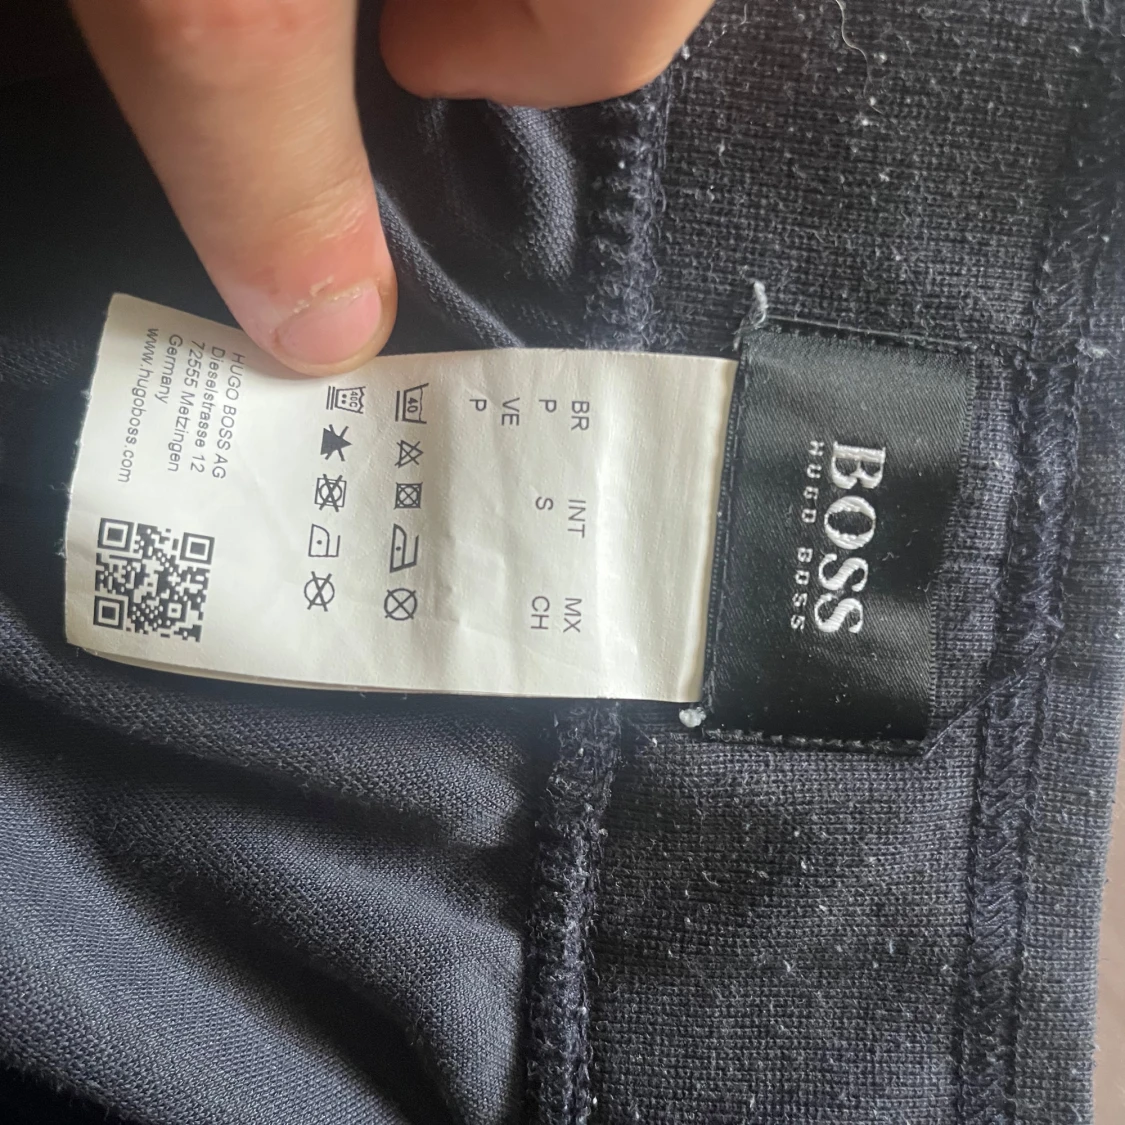 BOSS
HUGO BOSS
BR INT MX
P S CH
VE
P
40
40C
HUGO BOSS AG
Dieselstrasse 12
72555 Metzingen
Germany
www.hugoboss.com